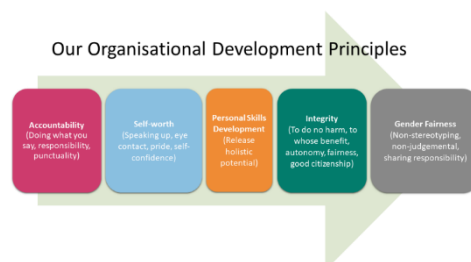 Our Organisational Development Principles
Accountability
(Doing what you
say, responsibility,
punctuality)
Self-worth
(Speaking up, eye
contact, pride, self-
confidence)
Personal Skills
Development
(Release
holistic
potential)
Integrity
(To do no harm, to
whose benefit,
autonomy, fairness,
good citizenship)
Gender Fairness
(Non-stereotyping,
non-judgemental,
sharing responsibility)